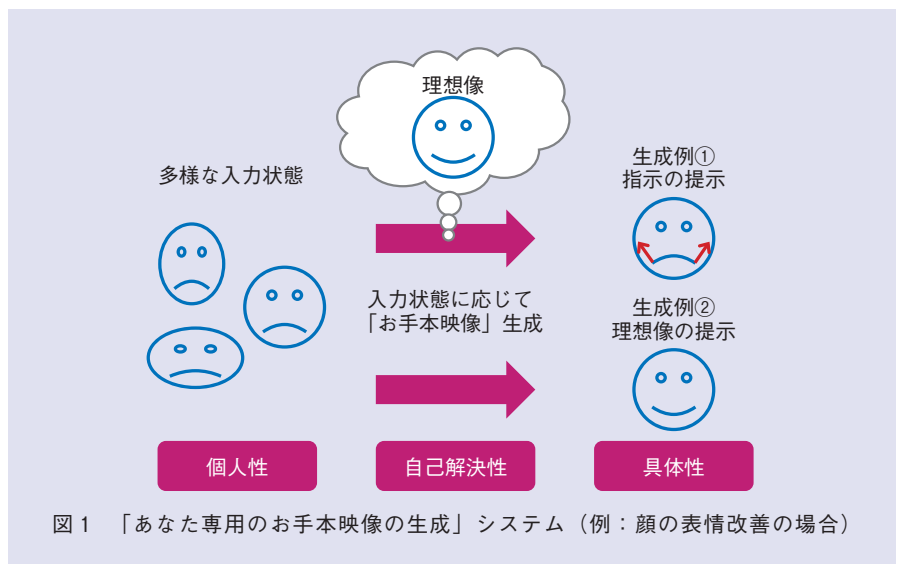 理想像
多様な入力状態
生成例①
指示の提示
入力状態に応じて
「お手本映像」生成
生成例②
理想像の提示
個人性
自己解決性
具体性
図1 「あなた専用のお手本映像の生成」システム（例：顔の表情改善の場合）